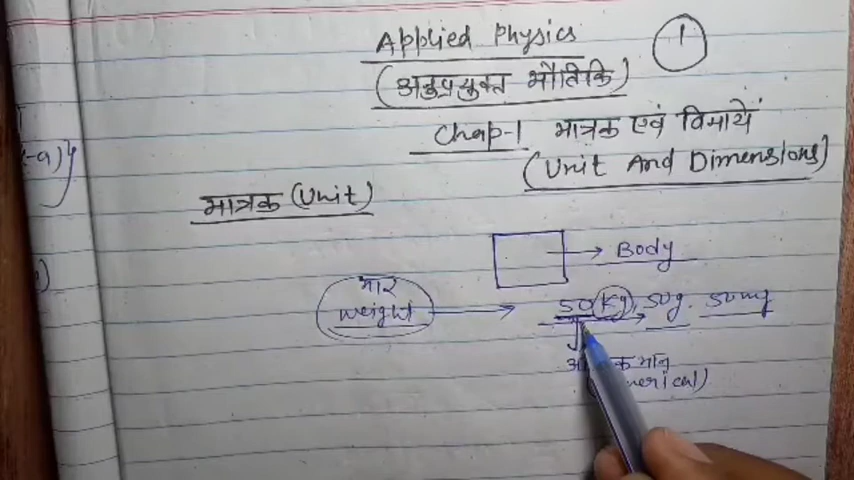 Applied Physics
1
(अनुप्रयुक्त भौतिकि)
Chap-1 मात्रक एवं विमायें
(Unit And Dimensions)
मात्रक (Unit)
Body
भार
weight
50(Kg), 50g. 50mg
मान